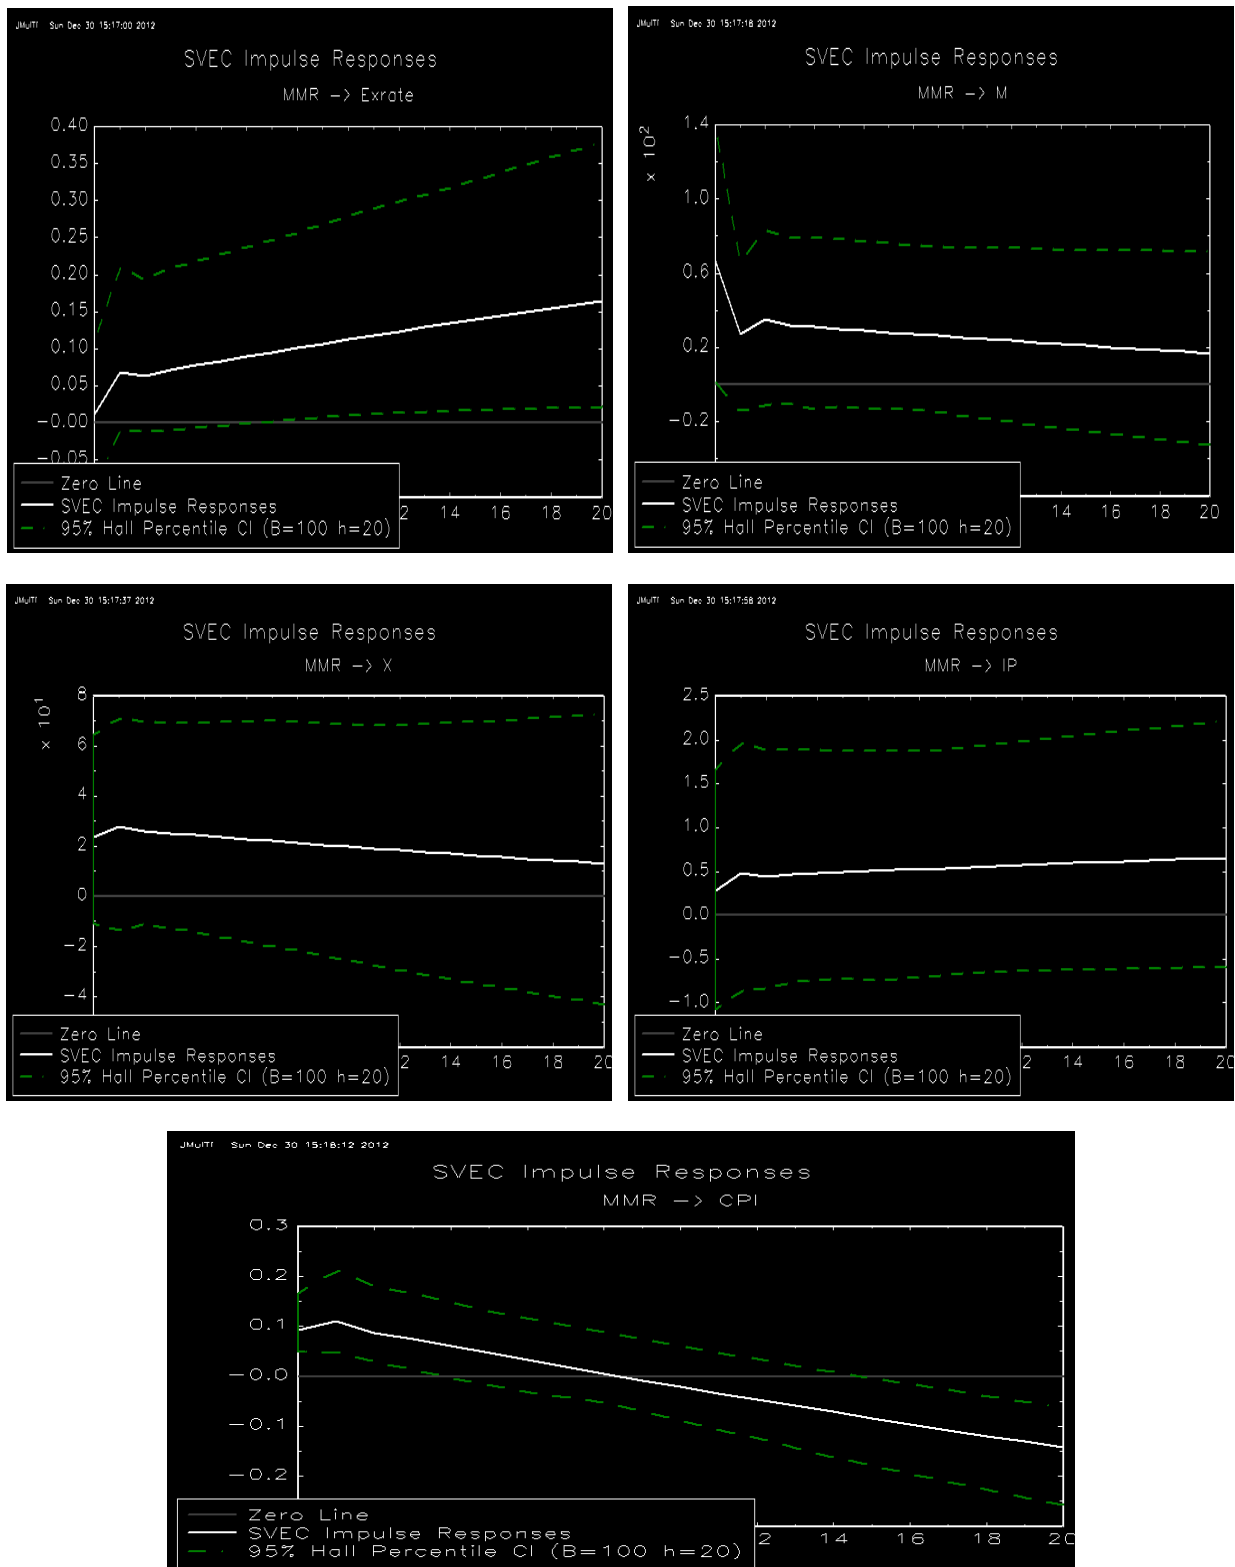 JMulTi Sun Dec 30 15:17:00 2012
SVEC Impulse Responses
MMR -> Exrate
0.40
0.35
0.30
0.25
0.20
0.15
0.10
0.05
-0.00
-0.05
Zero Line
SVEC Impulse Responses
95% Hall Percentile CI (B=100 h=20)
12 14 16 18 20
JMulTi Sun Dec 30 15:17:18 2012
SVEC Impulse Responses
MMR -> M
x 10²
1.4
1.0
0.6
0.2
-0.2
Zero Line
SVEC Impulse Responses
95% Hall Percentile CI (B=100 h=20)
14 16 18 20
JMulTi Sun Dec 30 15:17:37 2012
SVEC Impulse Responses
MMR -> X
x 10¹
8
6
4
2
0
-2
-4
Zero Line
SVEC Impulse Responses
95% Hall Percentile CI (B=100 h=20)
12 14 16 18 20
JMulTi Sun Dec 30 15:17:58 2012
SVEC Impulse Responses
MMR -> IP
2.5
2.0
1.5
1.0
0.5
0.0
-0.5
-1.0
Zero Line
SVEC Impulse Responses
95% Hall Percentile CI (B=100 h=20)
12 14 16 18 20
JMulTi Sun Dec 30 15:18:12 2012
SVEC Impulse Responses
MMR -> CPI
0.3
0.2
0.1
-0.0
-0.1
-0.2
Zero Line
SVEC Impulse Responses
95% Hall Percentile CI (B=100 h=20)
12 14 16 18 20